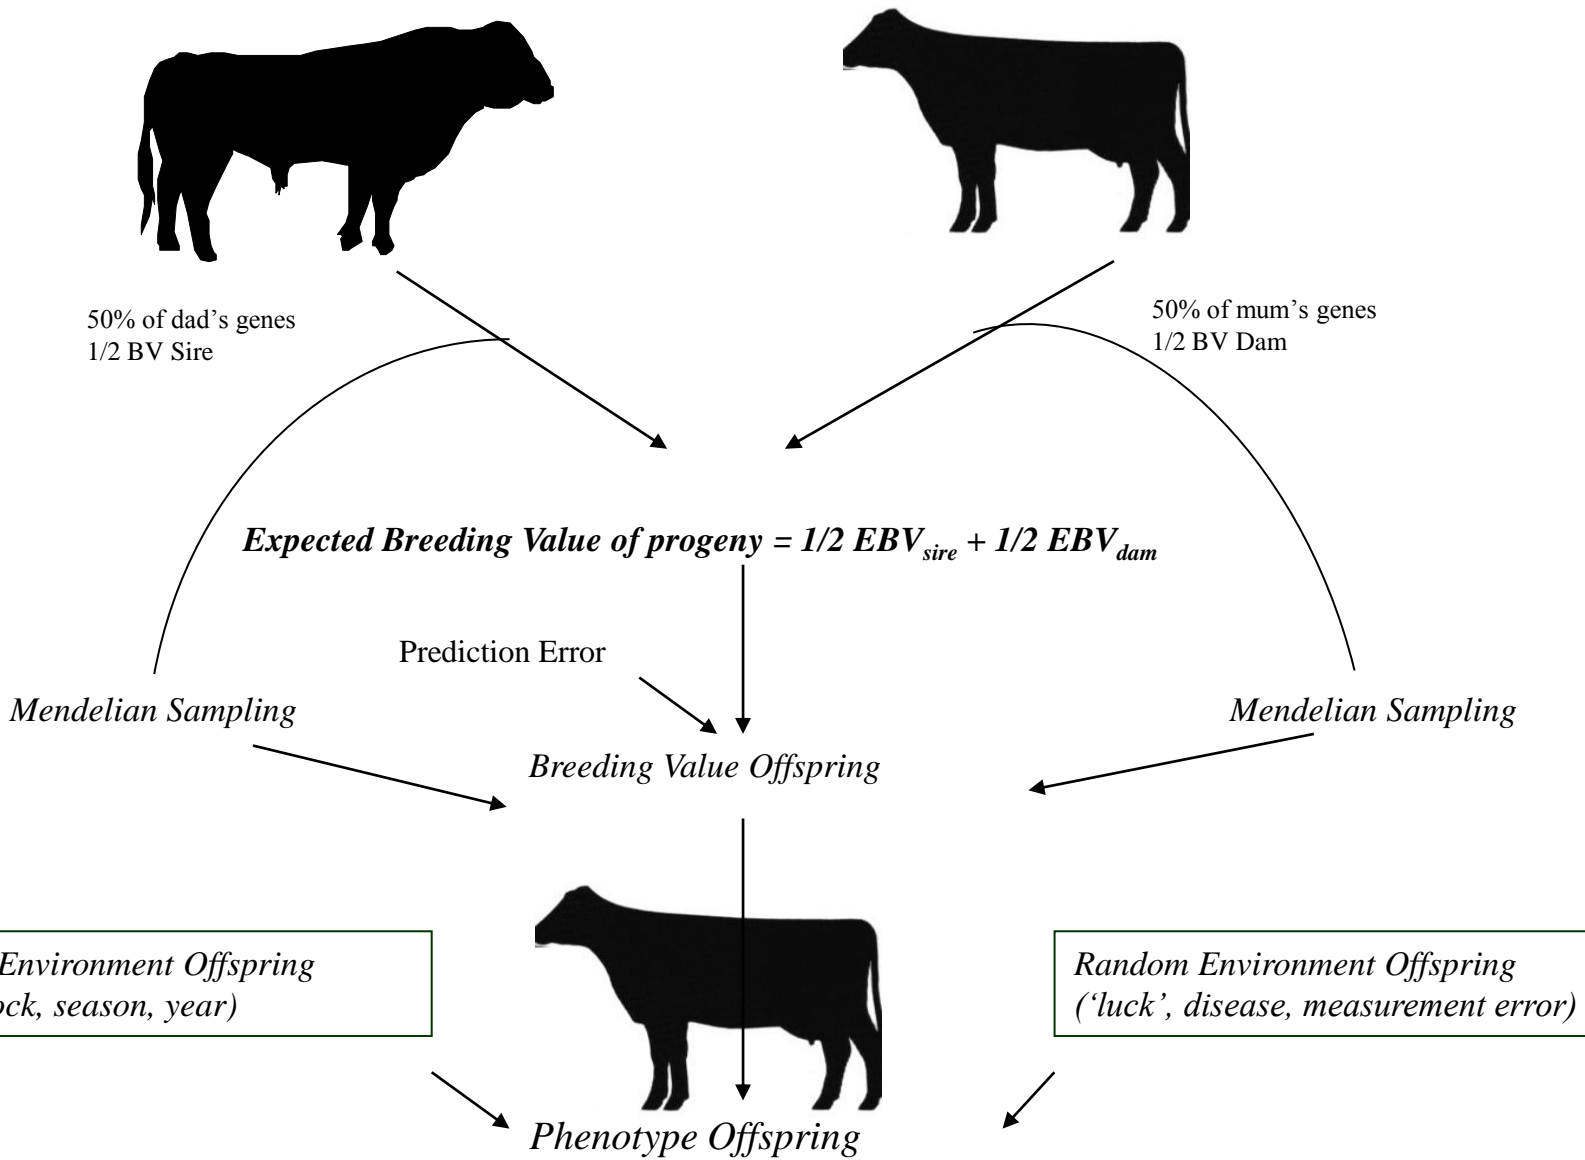 50% of dad’s genes
1/2 BV Sire
50% of mum’s genes
1/2 BV Dam
Expected Breeding Value of progeny = 1/2 EBVsire + 1/2 EBVdam
Prediction Error
Mendelian Sampling
Mendelian Sampling
Breeding Value Offspring
Environment Offspring
season, year)
Random Environment Offspring
(‘luck’, disease, measurement error)
Phenotype Offspring